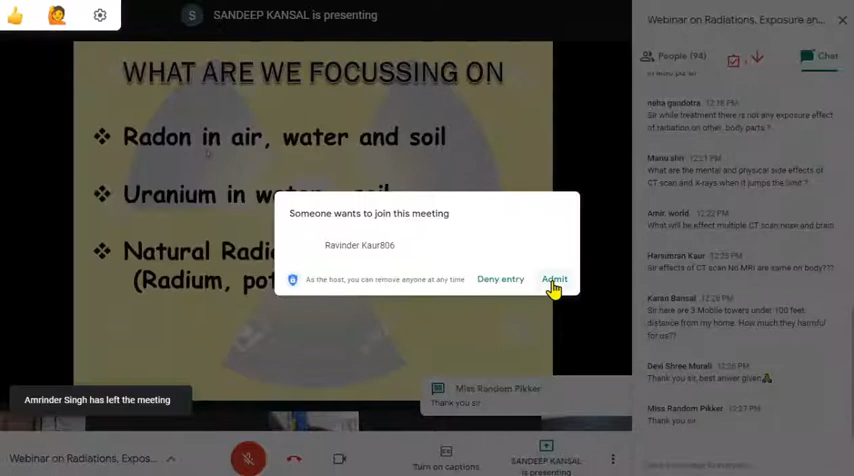 S SANDEEP KANSAL is presenting
Webinar on Radiations, Exposure an...
People (94)
Chat
WHAT ARE WE FOCUSSING ON
Radon in air, water and soil
Uranium in water, soil
Natural Radi
(Radium, pot
Someone wants to join this meeting
Ravinder Kaur806
As the host, you can remove anyone at any time
Deny entry
Admit
Amrinder Singh has left the meeting
Miss Random Pikker
Thank you sir
neha gandotra 12:18 PM
Sir while treatment there is not any exposure effect
of radiation on other, body parts ?
Manu shri 12:21 PM
What are the mental and physical side effects of
CT scan and X-rays when it jumps the limit ?
Amir. world. 12:22 PM
What will be effect multiple CT scan nose and brain
Harsimran Kaur 12:25 PM
Sir effects of CT scan Nd MRI are same nn body???
Karan Bansal 12:26 PM
Sir here are 3 Mobile towers under 100 feet
distance from my home. How much they harmful
for us??
Devi Shree Murali 12:26 PM
Thank you sir, best answer given🙏
Miss Random Pikker 12:27 PM
Thank you sir
Webinar on Radiations, Expos...
Turn on captions
SANDEEP KANSAL
is presenting